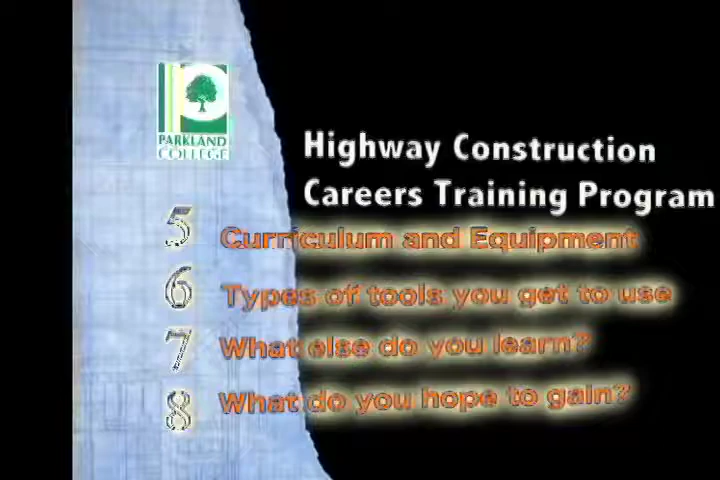 PARKLAND
COLLEGE
Highway Construction
Careers Training Program
5 Curriculum and Equipment
6 Types of tools you get to use
7 What else do you learn?
8 What do you hope to gain?